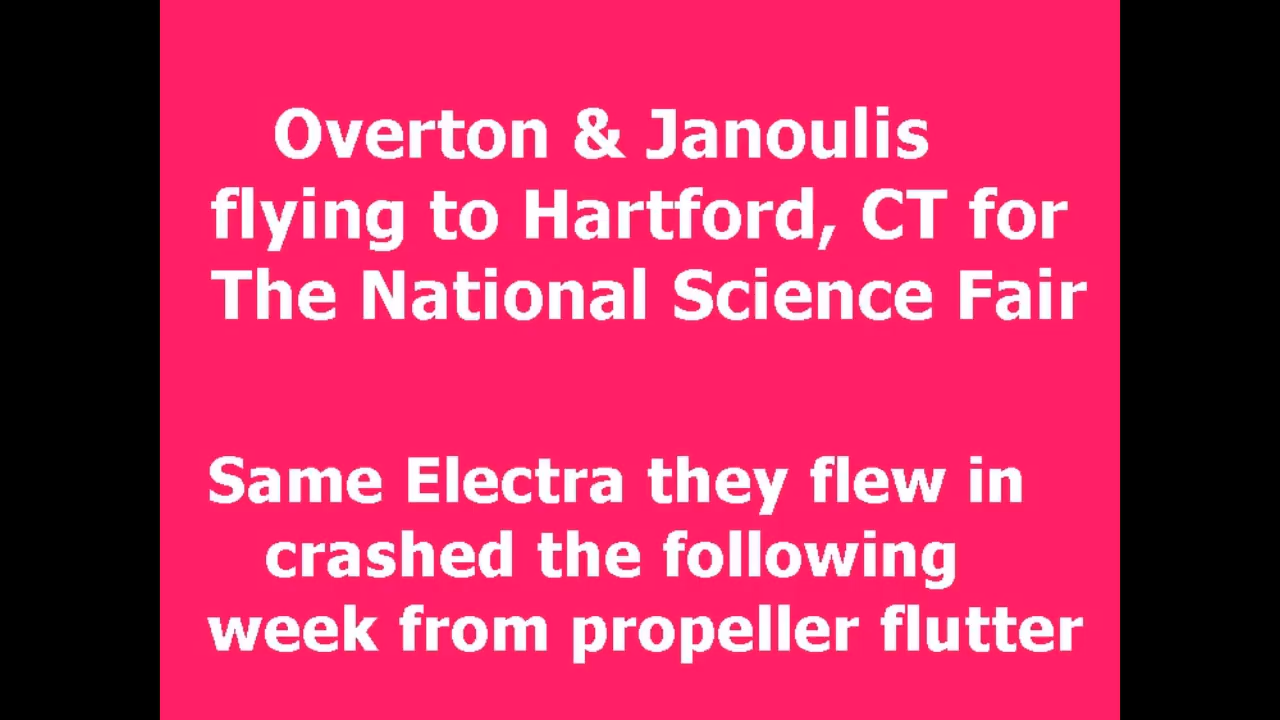 Overton & Janoulis
flying to Hartford, CT for
The National Science Fair
Same Electra they flew in
crashed the following
week from propeller flutter